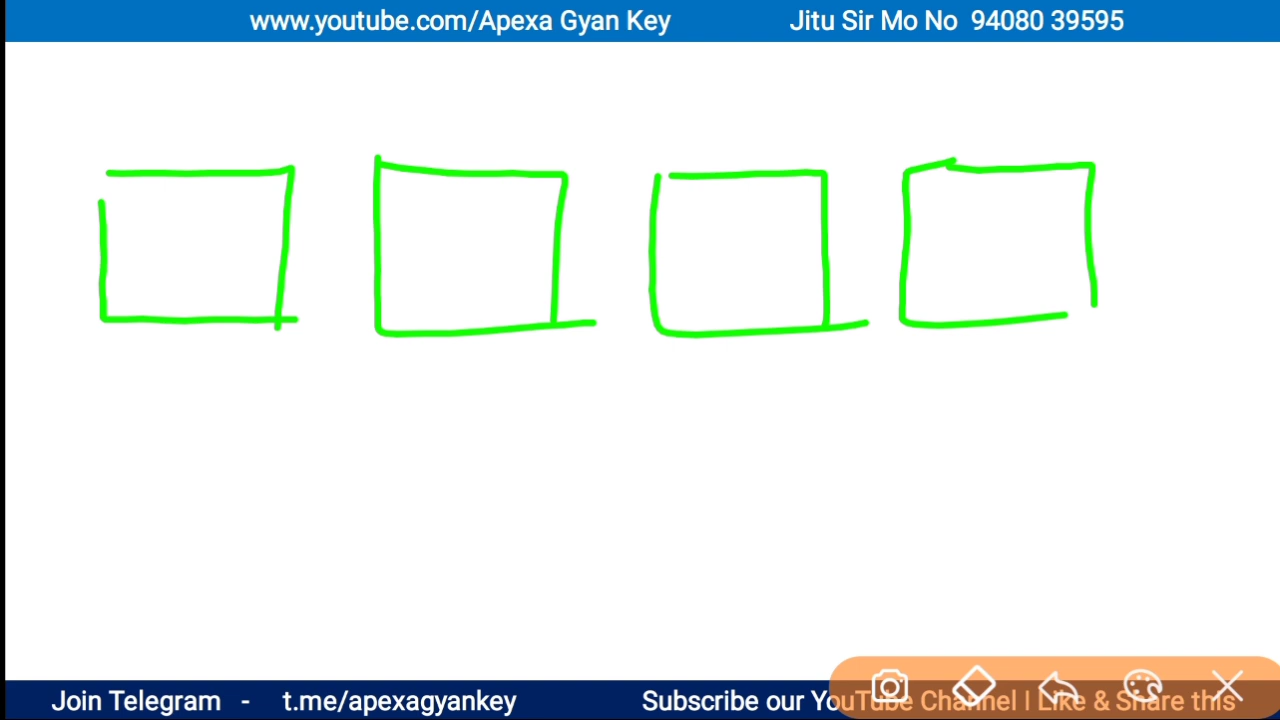 www.youtube.com/Apexa Gyan Key Jitu Sir Mo No 94080 39595
Join Telegram - t.me/apexagyankey Subscribe our YouTube Channel | Like & Share this